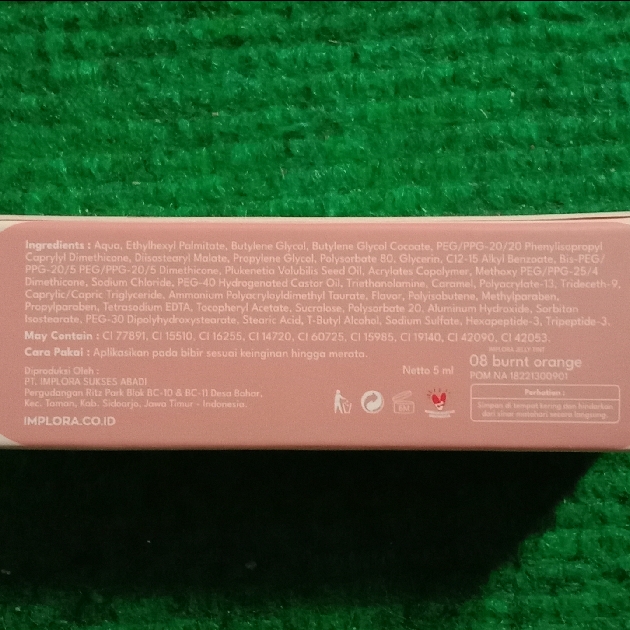 Ingredients : Aqua, Ethylhexyl Palmitate, Butylene Glycol, Butylene Glycol Cocoate, PEG/PPG-20/20 Phenylisopropyl
Caprylyl Dimethicone, Diisostearyl Malate, Propylene Glycol, Polysorbate 80, Glycerin, C12-15 Alkyl Benzoate, Bis-PEG/
PPG-20/5 PEG/PPG-20/5 Dimethicone, Plukenetia Volubilis Seed Oil, Acrylates Copolymer, Methoxy PEG/PPG-25/4
Dimethicone, Sodium Chloride, PEG-40 Hydrogenated Castor Oil, Triethanolamine, Caramel, Polyacrylate-13, Trideceth-9,
Caprylic/Capric Triglyceride, Ammonium Polyacryloyldimethyl Taurate, Flavor, Polyisobutene, Methylparaben,
Propylparaben, Tetrasodium EDTA, Tocopheryl Acetate, Sucralose, Polysorbate 20, Aluminum Hydroxide, Sorbitan
Isostearate, PEG-30 Dipolyhydroxystearate, Stearic Acid, T-Butyl Alcohol, Sodium Sulfate, Hexapeptide-3, Tripeptide-3.
May Contain : CI 77891, CI 15510, CI 16255, CI 14720, CI 60725, CI 15985, CI 19140, CI 42090, CI 42053.
Cara Pakai : Aplikasikan pada bibir sesuai keinginan hingga merata.
Diproduksi Oleh :
PT. IMPLORA SUKSES ABADI
Pergudangan Ritz Park Blok BC-10 & BC-11 Desa Bohar,
Kec. Taman, Kab. Sidoarjo, Jawa Timur - Indonesia.
IMPLORA.CO.ID
Netto 5 ml
6M
IMPLORA JELLY TINT
08 burnt orange
POM NA 18221300901
Perhatian :
Simpan di tempat kering dan hindarkan
dari sinar matahari secara langsung.